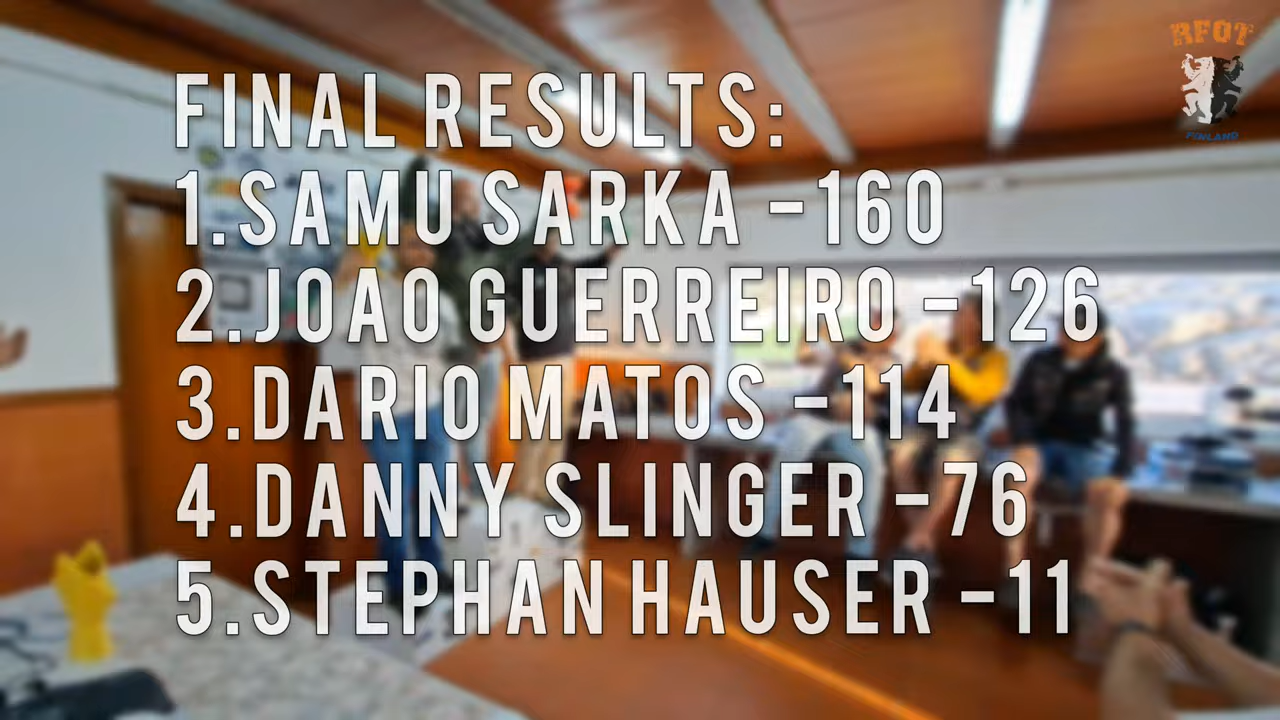 RFOT
FINLAND
FINAL RESULTS:
1.SAMU SARKA -160
2.JOAO GUERREIRO -126
3.DARIO MATOS -114
4.DANNY SLINGER -76
5.STEPHAN HAUSER -11